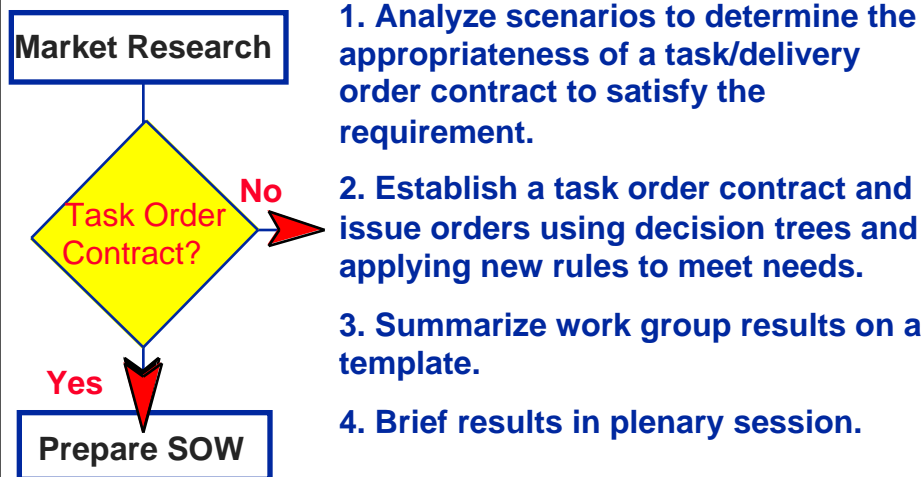 Market Research
Task Order
Contract?
No
Yes
Prepare SOW
1. Analyze scenarios to determine the
appropriateness of a task/delivery
order contract to satisfy the
requirement.
2. Establish a task order contract and
issue orders using decision trees and
applying new rules to meet needs.
3. Summarize work group results on a
template.
4. Brief results in plenary session.